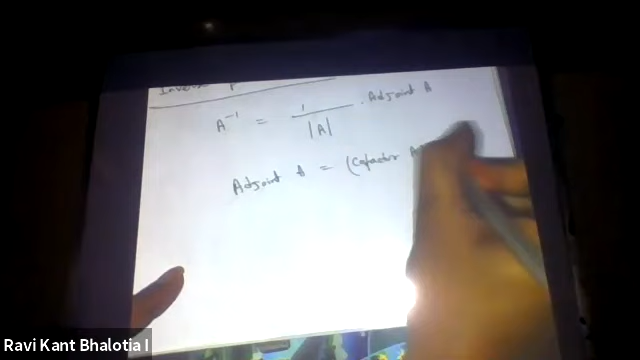 A⁻¹ = 1/|A| . Adjoint A
Adjoint A = (Cofactor
Ravi Kant Bhalotia I